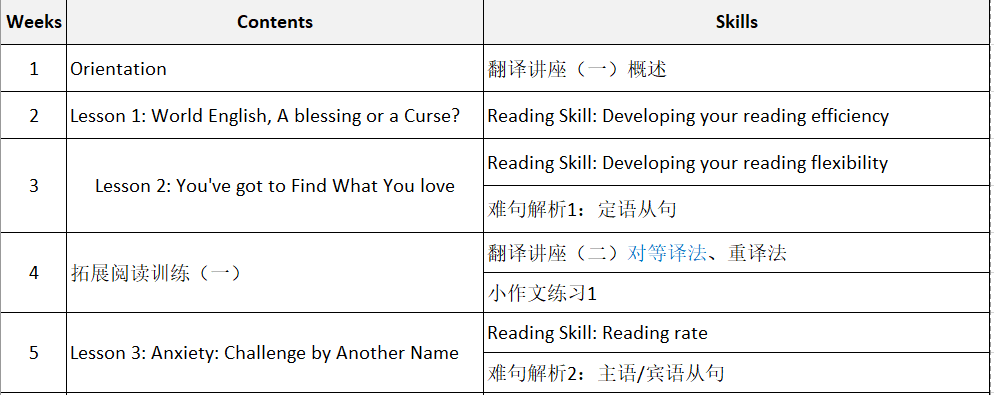 Weeks Contents Skills
1 Orientation 翻译讲座（一）概述
2 Lesson 1: World English, A blessing or a Curse? Reading Skill: Developing your reading efficiency
3 Lesson 2: You've got to Find What You love Reading Skill: Developing your reading flexibility
难句解析1：定语从句
4 拓展阅读训练（一） 翻译讲座（二）对等译法、重译法
小作文练习1
5 Lesson 3: Anxiety: Challenge by Another Name Reading Skill: Reading rate
难句解析2：主语/宾语从句